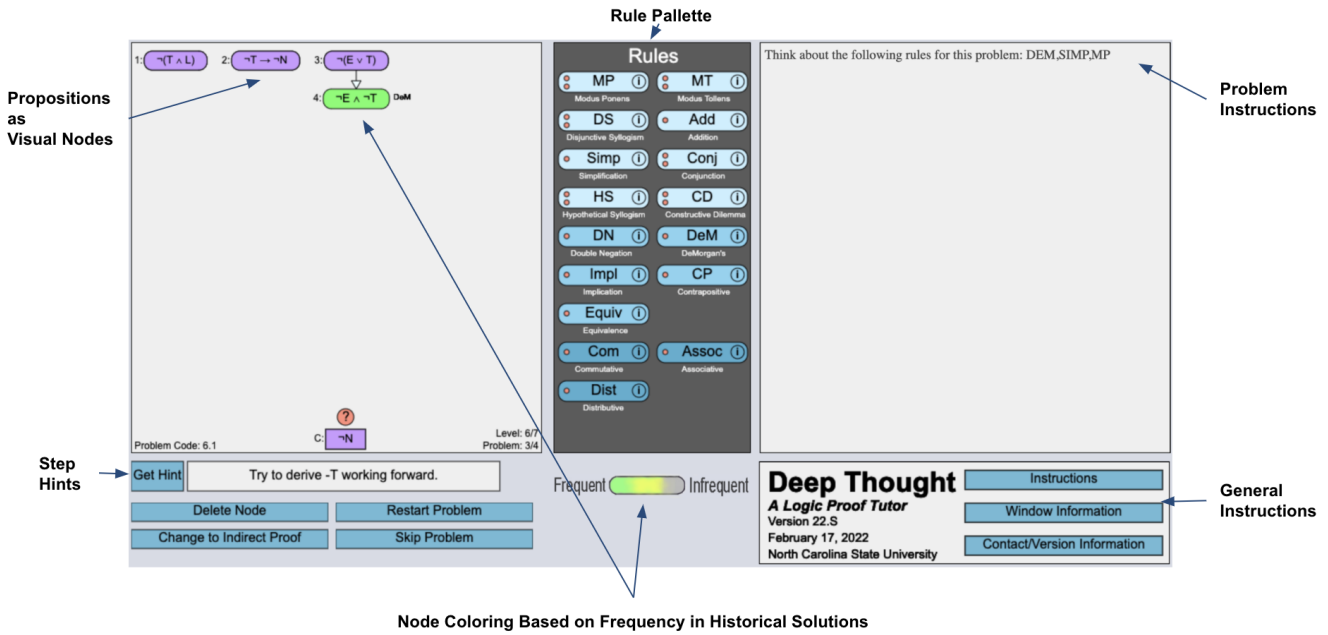 Rule Pallette
Propositions
as
Visual Nodes
1: ¬(T ∧ L) 2: ¬T → ¬N 3: ¬(E ∨ T)
4: ¬E ∧ ¬T DeM
?
C: ¬N
Problem Code: 6.1
Level: 6/7
Problem: 3/4
Rules
MP i MT i
Modus Ponens Modus Tollens
DS i Add i
Disjunctive Syllogism Addition
Simp i Conj i
Simplification Conjunction
HS i CD i
Hypothetical Syllogism Constructive Dilemma
DN i DeM i
Double Negation DeMorgan's
Impl i CP i
Implication Contrapositive
Equiv i
Equivalence
Com i Assoc i
Commutative Associative
Dist i
Distributive
Think about the following rules for this problem: DEM,SIMP,MP
Problem
Instructions
Step
Hints
Get Hint Try to derive -T working forward.
Delete Node Restart Problem
Change to Indirect Proof Skip Problem
Frequent Infrequent
Deep Thought
A Logic Proof Tutor
Version 22.S
February 17, 2022
North Carolina State University
Instructions
Window Information
Contact/Version Information
General
Instructions
Node Coloring Based on Frequency in Historical Solutions